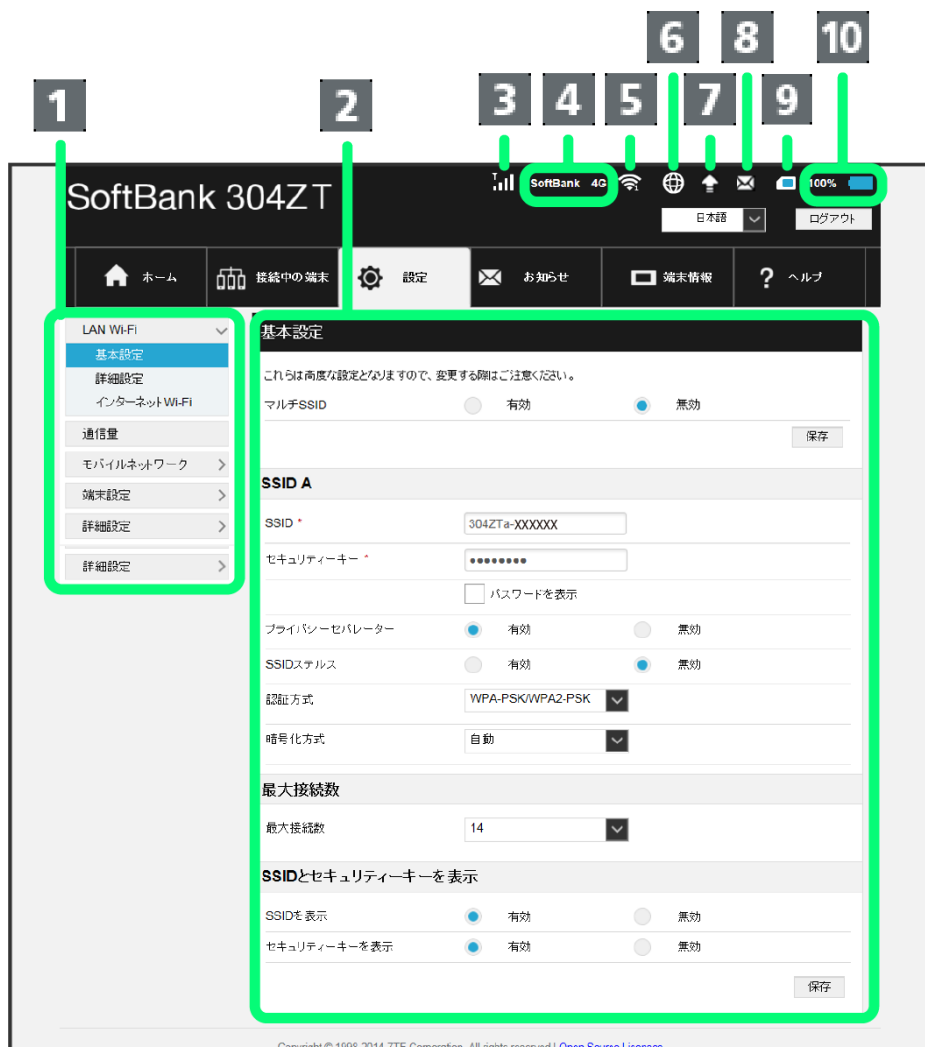 6 8 10
1 2 3 4 5 7 9
SoftBank 304ZT
SoftBank 4G
100%
日本語
ログアウト
ホーム
接続中の端末
設定
お知らせ
端末情報
? ヘルプ
LAN Wi-Fi
基本設定
詳細設定
インターネットWi-Fi
通信量
モバイルネットワーク
端末設定
詳細設定
詳細設定
基本設定
これらは高度な設定となりますので、変更する際はご注意ください。
マルチSSID 有効 無効
保存
SSID A
SSID * 304ZTa-XXXXXX
セキュリティーキー * ••••••••
パスワードを表示
プライバシーセパレーター 有効 無効
SSIDステルス 有効 無効
認証方式 WPA-PSK/WPA2-PSK
暗号化方式 自動
最大接続数
最大接続数 14
SSIDとセキュリティーキーを表示
SSIDを表示 有効 無効
セキュリティーキーを表示 有効 無効
保存
Copyright © 1998-2014 ZTE Corporation. All rights reserved | Open Source Licenses